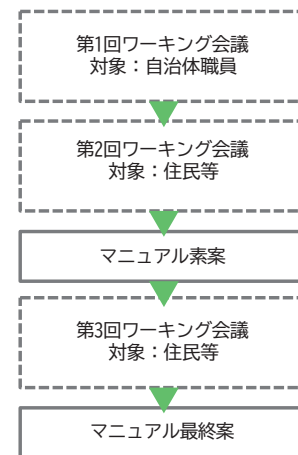 第1回ワーキング会議
対象：自治体職員
第2回ワーキング会議
対象：住民等
マニュアル素案
第3回ワーキング会議
対象：住民等
マニュアル最終案